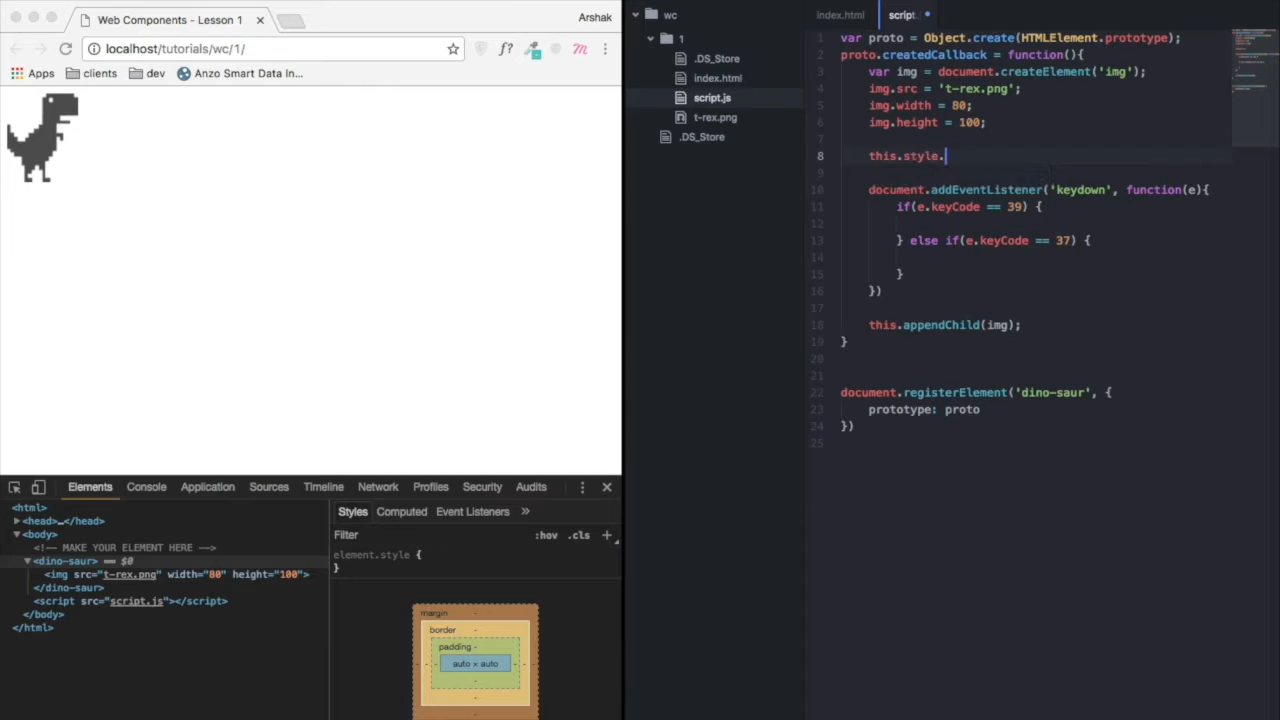 Web Components - Lesson 1
Arshak
localhost/tutorials/wc/1/
f?
m
Apps clients dev Anzo Smart Data In...
Elements Console Application Sources Timeline Network Profiles Security Audits
<html>
<head>…</head>
<body>
<!-- MAKE YOUR ELEMENT HERE -->
<dino-saur> == $0
<img src="t-rex.png" width="80" height="100">
</dino-saur>
<script src="script.js"></script>
</body>
</html>
Styles Computed Event Listeners »
Filter :hov .cls +
element.style {
}
margin -
border -
padding -
- - - auto × auto - - -
-
-
-
wc
1
.DS_Store
index.html
script.js
t-rex.png
.DS_Store
index.html script.
1 var proto = Object.create(HTMLElement.prototype);
2 proto.createdCallback = function(){
3 var img = document.createElement('img');
4 img.src = 't-rex.png';
5 img.width = 80;
6 img.height = 100;
7
8 this.style.
9
10 document.addEventListener('keydown', function(e){
11 if(e.keyCode == 39) {
12
13 } else if(e.keyCode == 37) {
14
15 }
16 })
17
18 this.appendChild(img);
19 }
20
21
22 document.registerElement('dino-saur', {
23 prototype: proto
24 })
25